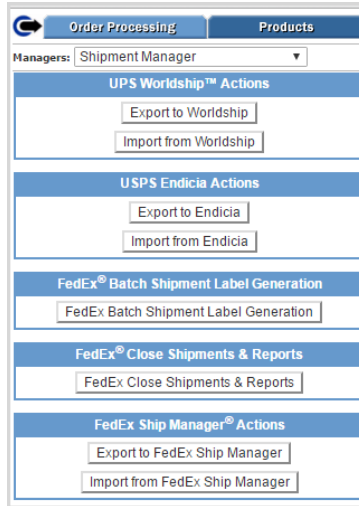 Order Processing Products
Managers: Shipment Manager
UPS Worldship™ Actions
Export to Worldship
Import from Worldship
USPS Endicia Actions
Export to Endicia
Import from Endicia
FedEx® Batch Shipment Label Generation
FedEx Batch Shipment Label Generation
FedEx® Close Shipments & Reports
FedEx Close Shipments & Reports
FedEx Ship Manager® Actions
Export to FedEx Ship Manager
Import from FedEx Ship Manager